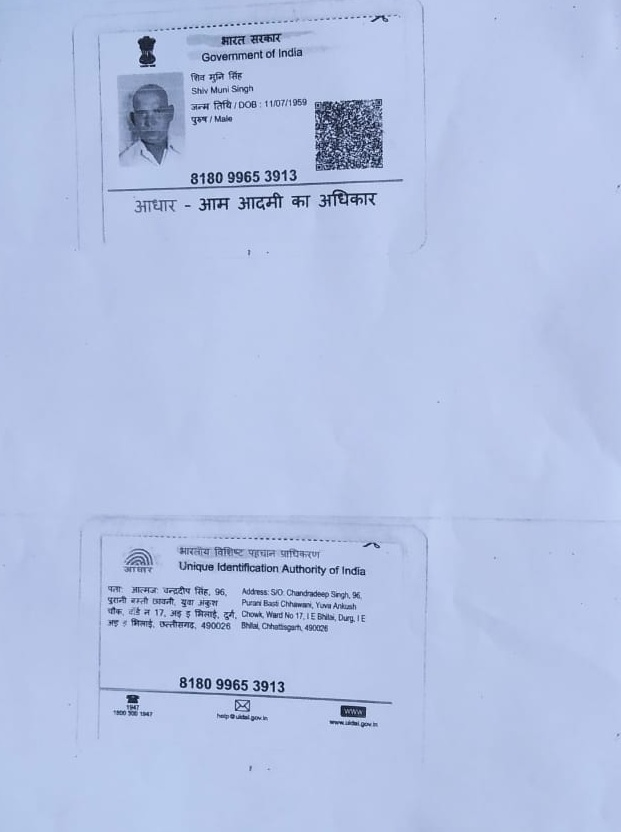 भारत सरकार
Government of India
शिव मुनि सिंह
Shiv Muni Singh
जन्म तिथि / DOB : 11/07/1959
पुरुष / Male
8180 9965 3913
आधार - आम आदमी का अधिकार
भारतीय विशिष्ट पहचान प्राधिकरण
Unique Identification Authority of India
आधार
पता: आत्मज: चन्द्रदीप सिंह, 96,
पुरानी बस्ती छावनी, युवा अंकुश
चौक, वॉर्ड न 17, आइ इ भिलाई, दुर्ग,
आइ इ भिलाई, छत्तीसगढ़, 490026
Address: S/O: Chandradeep Singh, 96,
Purani Basti Chhawani, Yuva Ankush
Chowk, Ward No 17, I E Bhilai, Durg, I E
Bhilai, Chhattisgarh, 490026
8180 9965 3913
1947
1800 300 1947
help@uidai.gov.in
WWW
www.uidai.gov.in